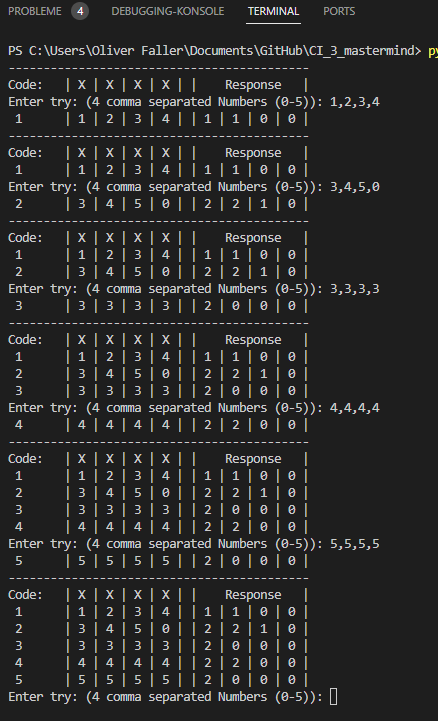 PROBLEME 4 DEBUGGING-KONSOLE TERMINAL PORTS
PS C:\Users\Oliver Faller\Documents\GitHub\CI_3_mastermind> py
-------------------------------------------
Code:   | X | X | X | X | |    Response   |
Enter try: (4 comma separated Numbers (0-5)): 1,2,3,4
 1      | 1 | 2 | 3 | 4 | | 1 | 1 | 0 | 0 |
-------------------------------------------
Code:   | X | X | X | X | |    Response   |
 1      | 1 | 2 | 3 | 4 | | 1 | 1 | 0 | 0 |
Enter try: (4 comma separated Numbers (0-5)): 3,4,5,0
 2      | 3 | 4 | 5 | 0 | | 2 | 2 | 1 | 0 |
-------------------------------------------
Code:   | X | X | X | X | |    Response   |
 1      | 1 | 2 | 3 | 4 | | 1 | 1 | 0 | 0 |
 2      | 3 | 4 | 5 | 0 | | 2 | 2 | 1 | 0 |
Enter try: (4 comma separated Numbers (0-5)): 3,3,3,3
 3      | 3 | 3 | 3 | 3 | | 2 | 0 | 0 | 0 |
-------------------------------------------
Code:   | X | X | X | X | |    Response   |
 1      | 1 | 2 | 3 | 4 | | 1 | 1 | 0 | 0 |
 2      | 3 | 4 | 5 | 0 | | 2 | 2 | 1 | 0 |
 3      | 3 | 3 | 3 | 3 | | 2 | 0 | 0 | 0 |
Enter try: (4 comma separated Numbers (0-5)): 4,4,4,4
 4      | 4 | 4 | 4 | 4 | | 2 | 2 | 0 | 0 |
-------------------------------------------
Code:   | X | X | X | X | |    Response   |
 1      | 1 | 2 | 3 | 4 | | 1 | 1 | 0 | 0 |
 2      | 3 | 4 | 5 | 0 | | 2 | 2 | 1 | 0 |
 3      | 3 | 3 | 3 | 3 | | 2 | 0 | 0 | 0 |
 4      | 4 | 4 | 4 | 4 | | 2 | 2 | 0 | 0 |
Enter try: (4 comma separated Numbers (0-5)): 5,5,5,5
 5      | 5 | 5 | 5 | 5 | | 2 | 0 | 0 | 0 |
-------------------------------------------
Code:   | X | X | X | X | |    Response   |
 1      | 1 | 2 | 3 | 4 | | 1 | 1 | 0 | 0 |
 2      | 3 | 4 | 5 | 0 | | 2 | 2 | 1 | 0 |
 3      | 3 | 3 | 3 | 3 | | 2 | 0 | 0 | 0 |
 4      | 4 | 4 | 4 | 4 | | 2 | 2 | 0 | 0 |
 5      | 5 | 5 | 5 | 5 | | 2 | 0 | 0 | 0 |
Enter try: (4 comma separated Numbers (0-5)):